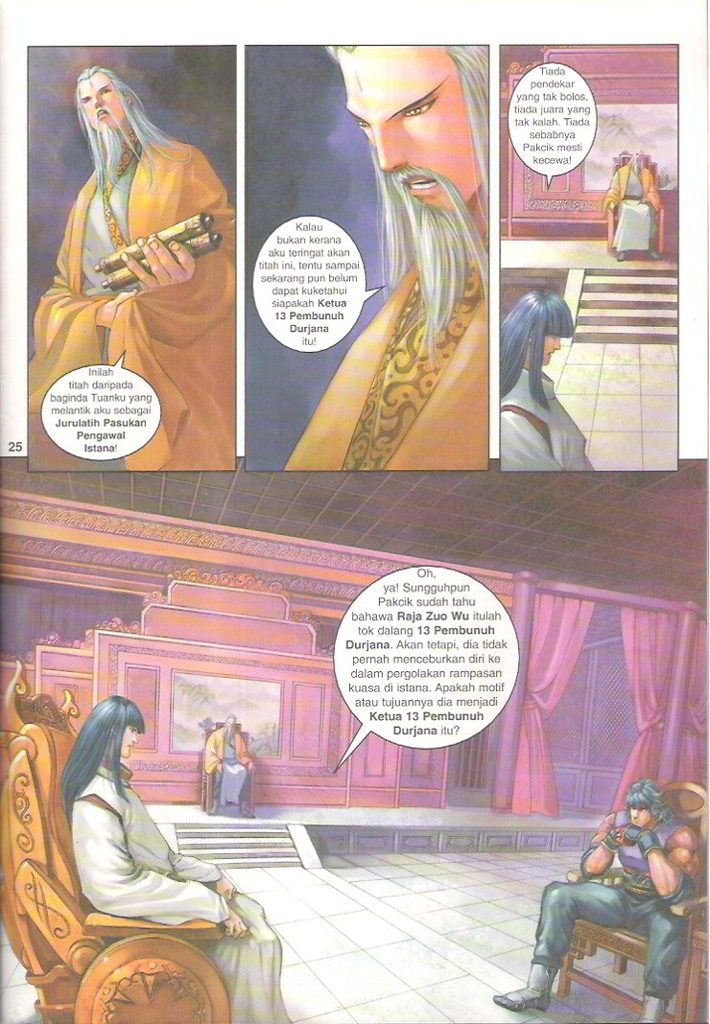 Inilah
titah daripada
baginda Tuanku yang
melantik aku sebagai
Jurulatih Pasukan
Pengawal
Istana!
Kalau
bukan kerana
aku teringat akan
titah ini, tentu sampai
sekarang pun belum
dapat kuketahui
siapakah Ketua
13 Pembunuh
Durjana
itu!
Tiada
pendekar
yang tak bolos,
tiada juara yang
tak kalah. Tiada
sebabnya
Pakcik mesti
kecewa!
25
Oh,
ya! Sungguhpun
Pakcik sudah tahu
bahawa Raja Zuo Wu itulah
tok dalang 13 Pembunuh
Durjana. Akan tetapi, dia tidak
pernah menceburkan diri ke
dalam pergolakan rampasan
kuasa di istana. Apakah motif
atau tujuannya dia menjadi
Ketua 13 Pembunuh
Durjana itu?